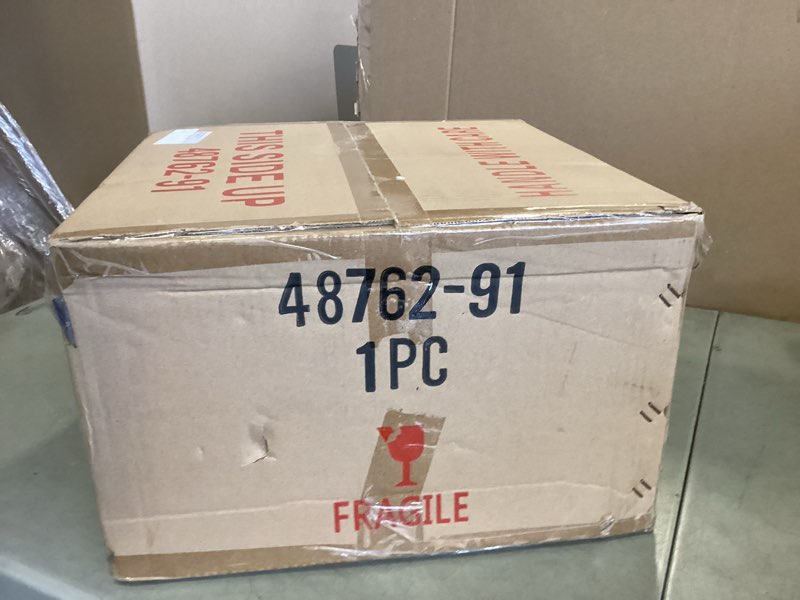 48762-91
THIS SIDE UP
HANDLE WITH CARE
48762-91
1PC
FRAGILE